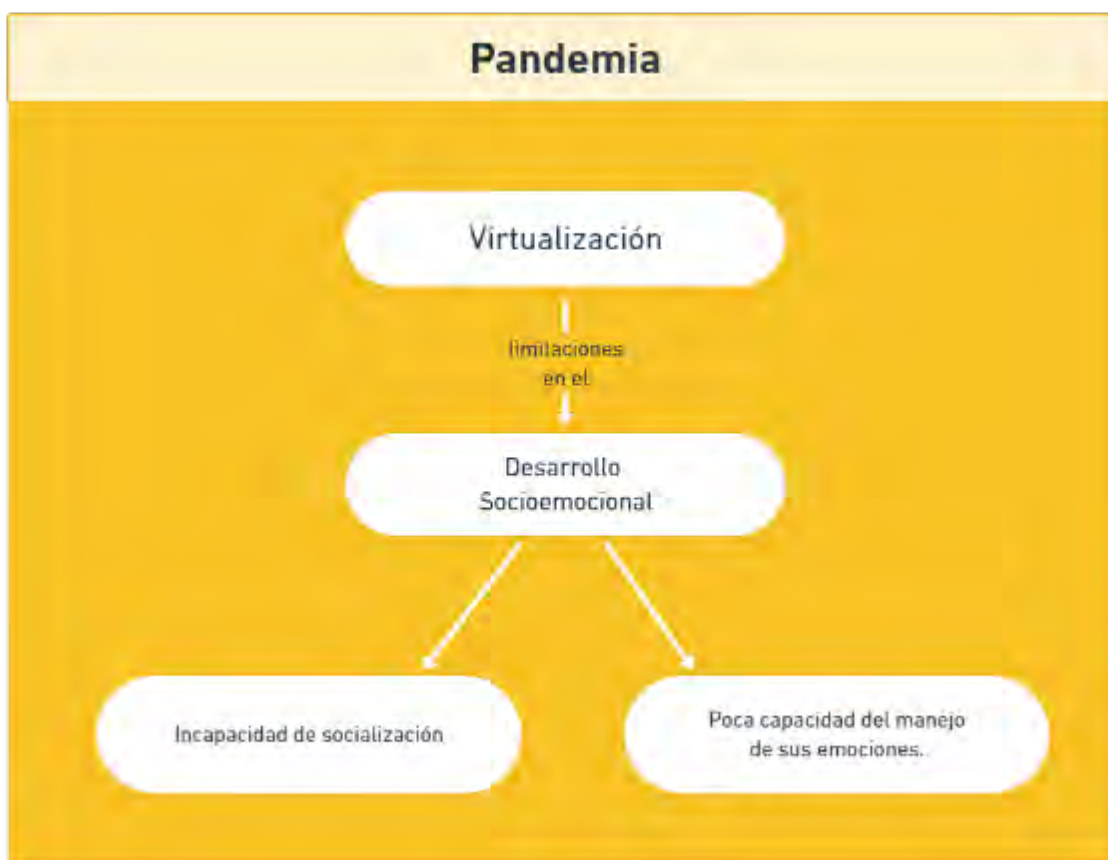 Pandemia
Virtualización
limitaciones
en el
Desarrollo
Socioemocional
Incapacidad de socialización
Poca capacidad del manejo
de sus emociones.